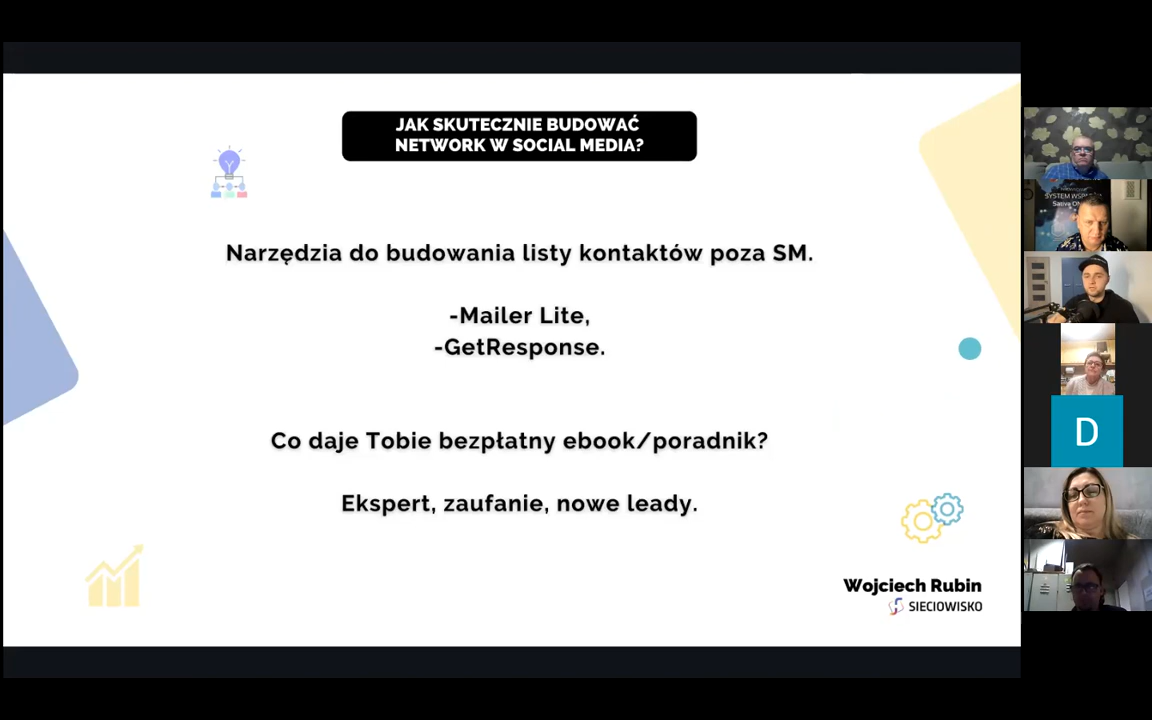 JAK SKUTECZNIE BUDOWAĆ
NETWORK W SOCIAL MEDIA?
Narzędzia do budowania listy kontaktów poza SM.
-Mailer Lite,
-GetResponse.
Co daje Tobie bezpłatny ebook/poradnik?
Ekspert, zaufanie, nowe leady.
Wojciech Rubin
SIECIOWISKO
SYSTEM
D